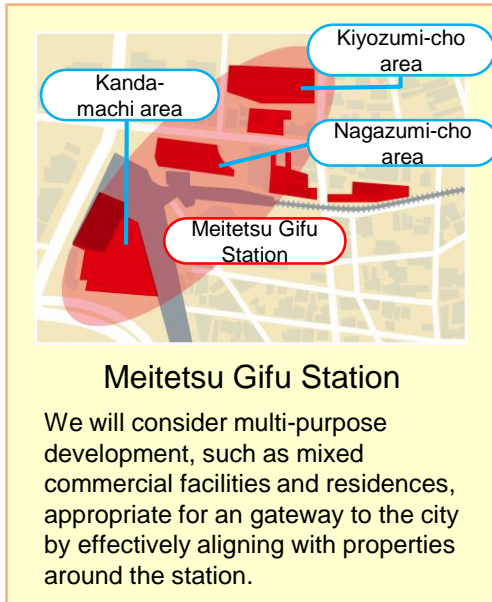 Kiyozumi-cho
area
Kanda-
machi area
Nagazumi-cho
area
Meitetsu Gifu
Station
Meitetsu Gifu Station
We will consider multi-purpose
development, such as mixed
commercial facilities and residences,
appropriate for an gateway to the city
by effectively aligning with properties
around the station.